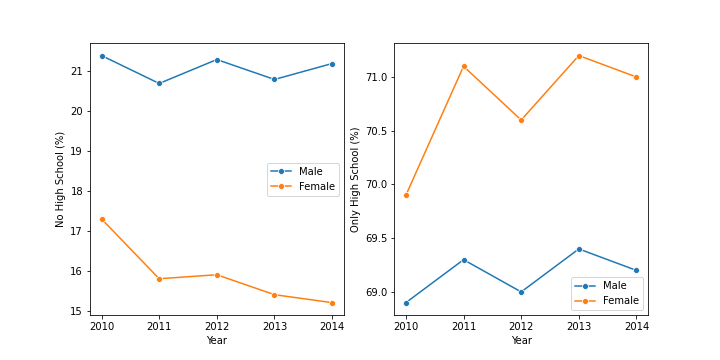 No High School (%)
21
20
19
18
17
16
15
2010
2011
2012
2013
2014
Year
Male
Female
Only High School (%)
71.0
70.5
70.0
69.5
69.0
2010
2011
2012
2013
2014
Year
Male
Female